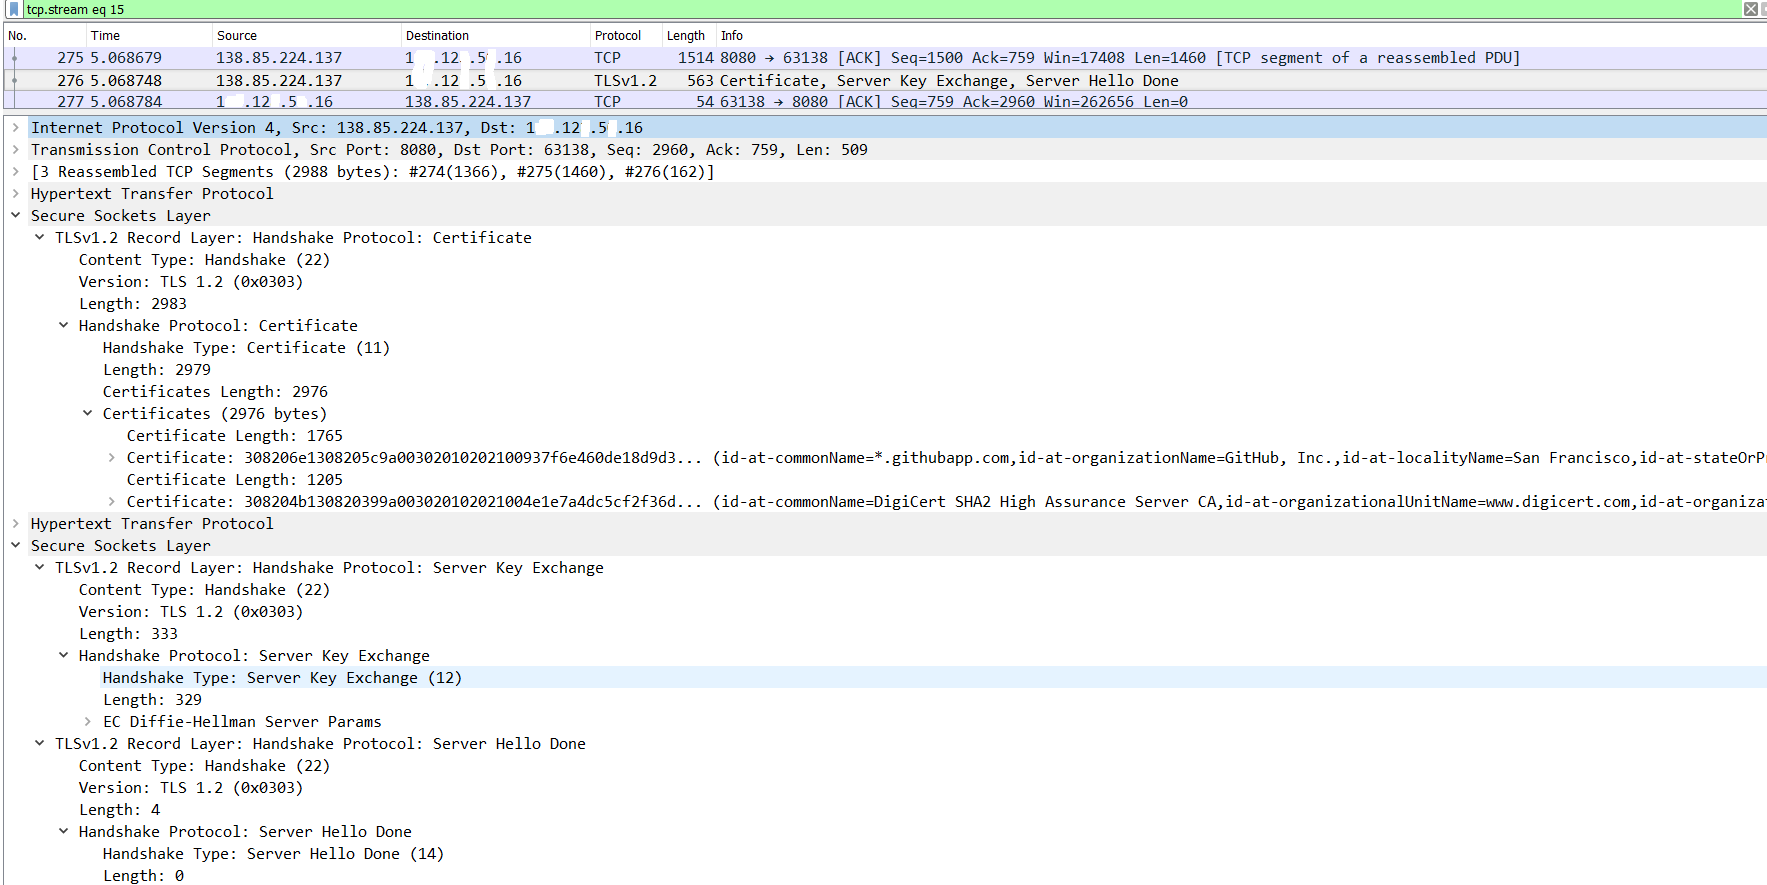 tcp.stream eq 15
No. Time Source Destination Protocol Length Info
275 5.068679 138.85.224.137 1 .12 .5 .16 TCP 1514 8080 → 63138 [ACK] Seq=1500 Ack=759 Win=17408 Len=1460 [TCP segment of a reassembled PDU]
276 5.068748 138.85.224.137 1 .12 .5 .16 TLSv1.2 563 Certificate, Server Key Exchange, Server Hello Done
277 5.068784 1 .12 .5 .16 138.85.224.137 TCP 54 63138 → 8080 [ACK] Seq=759 Ack=2960 Win=262656 Len=0
Internet Protocol Version 4, Src: 138.85.224.137, Dst: 1 .12 .5 .16
Transmission Control Protocol, Src Port: 8080, Dst Port: 63138, Seq: 2960, Ack: 759, Len: 509
[3 Reassembled TCP Segments (2988 bytes): #274(1366), #275(1460), #276(162)]
Hypertext Transfer Protocol
Secure Sockets Layer
TLSv1.2 Record Layer: Handshake Protocol: Certificate
Content Type: Handshake (22)
Version: TLS 1.2 (0x0303)
Length: 2983
Handshake Protocol: Certificate
Handshake Type: Certificate (11)
Length: 2979
Certificates Length: 2976
Certificates (2976 bytes)
Certificate Length: 1765
Certificate: 308206e1308205c9a00302010202100937f6e460de18d9d3... (id-at-commonName=*.githubapp.com,id-at-organizationName=GitHub, Inc.,id-at-localityName=San Francisco,id-at-stateOrPr
Certificate Length: 1205
Certificate: 308204b130820399a003020102021004e1e7a4dc5cf2f36d... (id-at-commonName=DigiCert SHA2 High Assurance Server CA,id-at-organizationalUnitName=www.digicert.com,id-at-organizat
Hypertext Transfer Protocol
Secure Sockets Layer
TLSv1.2 Record Layer: Handshake Protocol: Server Key Exchange
Content Type: Handshake (22)
Version: TLS 1.2 (0x0303)
Length: 333
Handshake Protocol: Server Key Exchange
Handshake Type: Server Key Exchange (12)
Length: 329
EC Diffie-Hellman Server Params
TLSv1.2 Record Layer: Handshake Protocol: Server Hello Done
Content Type: Handshake (22)
Version: TLS 1.2 (0x0303)
Length: 4
Handshake Protocol: Server Hello Done
Handshake Type: Server Hello Done (14)
Length: 0